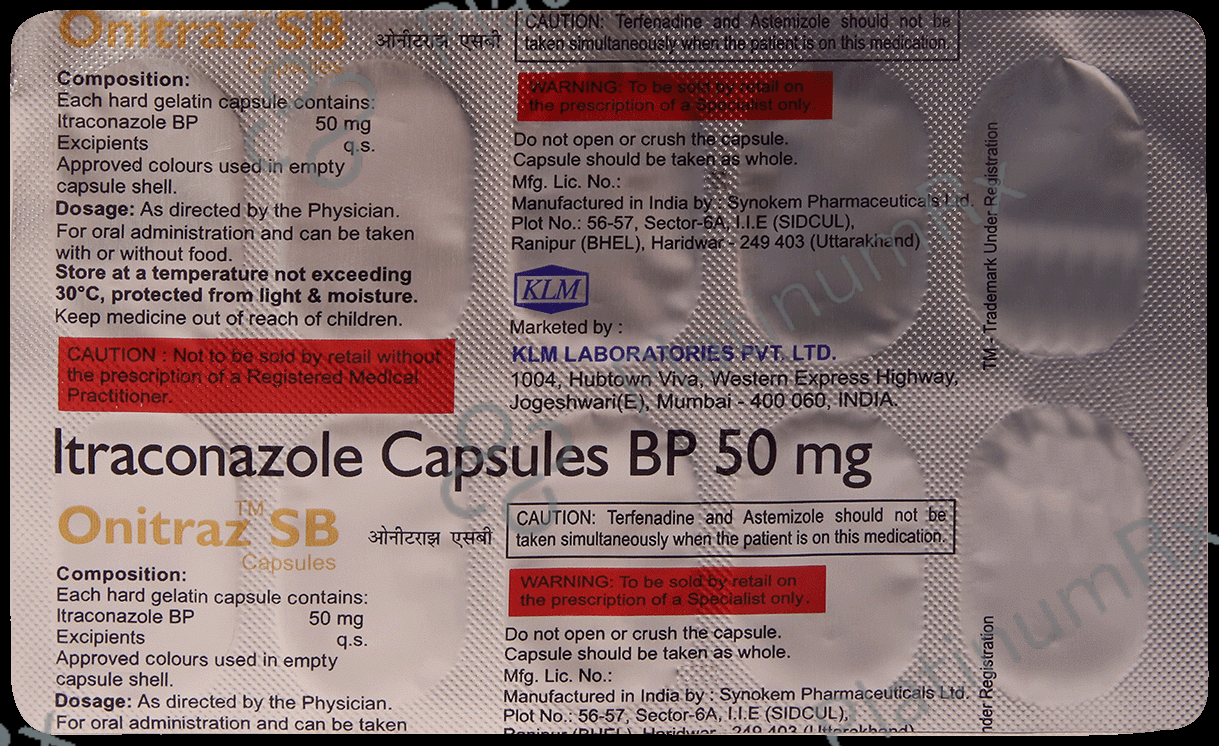 Onitraz SB
ओनीटराझ एसबी
CAUTION: Terfenadine and Astemizole should not be
taken simultaneously when the patient is on this medication.
Composition:
Each hard gelatin capsule contains:
Itraconazole BP 50 mg
Excipients q.s.
Approved colours used in empty
capsule shell.
Dosage: As directed by the Physician.
For oral administration and can be taken
with or without food.
Store at a temperature not exceeding
30°C, protected from light & moisture.
Keep medicine out of reach of children.
CAUTION : Not to be sold by retail without
the prescription of a Registered Medical
Practitioner.
WARNING: To be sold by retail on
the prescription of a Specialist only.
Do not open or crush the capsule.
Capsule should be taken as whole.
Mfg. Lic. No.:
Manufactured in India by : Synokem Pharmaceuticals Ltd.
Plot No.: 56-57, Sector-6A, I.I.E (SIDCUL),
Ranipur (BHEL), Haridwar - 249 403 (Uttarakhand)
KLM
Marketed by :
KLM LABORATORIES PVT. LTD.
1004, Hubtown Viva, Western Express Highway,
Jogeshwari(E), Mumbai - 400 060, INDIA.
TM - Trademark Under Registration
Itraconazole Capsules BP 50 mg
Onitraz™ SB
Capsules
ओनीटराझ एसबी
CAUTION: Terfenadine and Astemizole should not be
taken simultaneously when the patient is on this medication.
Composition:
Each hard gelatin capsule contains:
Itraconazole BP 50 mg
Excipients q.s.
Approved colours used in empty
capsule shell.
Dosage: As directed by the Physician.
For oral administration and can be taken
WARNING: To be sold by retail on
the prescription of a Specialist only.
Do not open or crush the capsule.
Capsule should be taken as whole.
Mfg. Lic. No.:
Manufactured in India by : Synokem Pharmaceuticals Ltd.
Plot No.: 56-57, Sector-6A, I.I.E (SIDCUL),
Ranipur (BHEL), Haridwar - 249 403 (Uttarakhand)
nder Registration
PlatinumRx
PlatinumRx